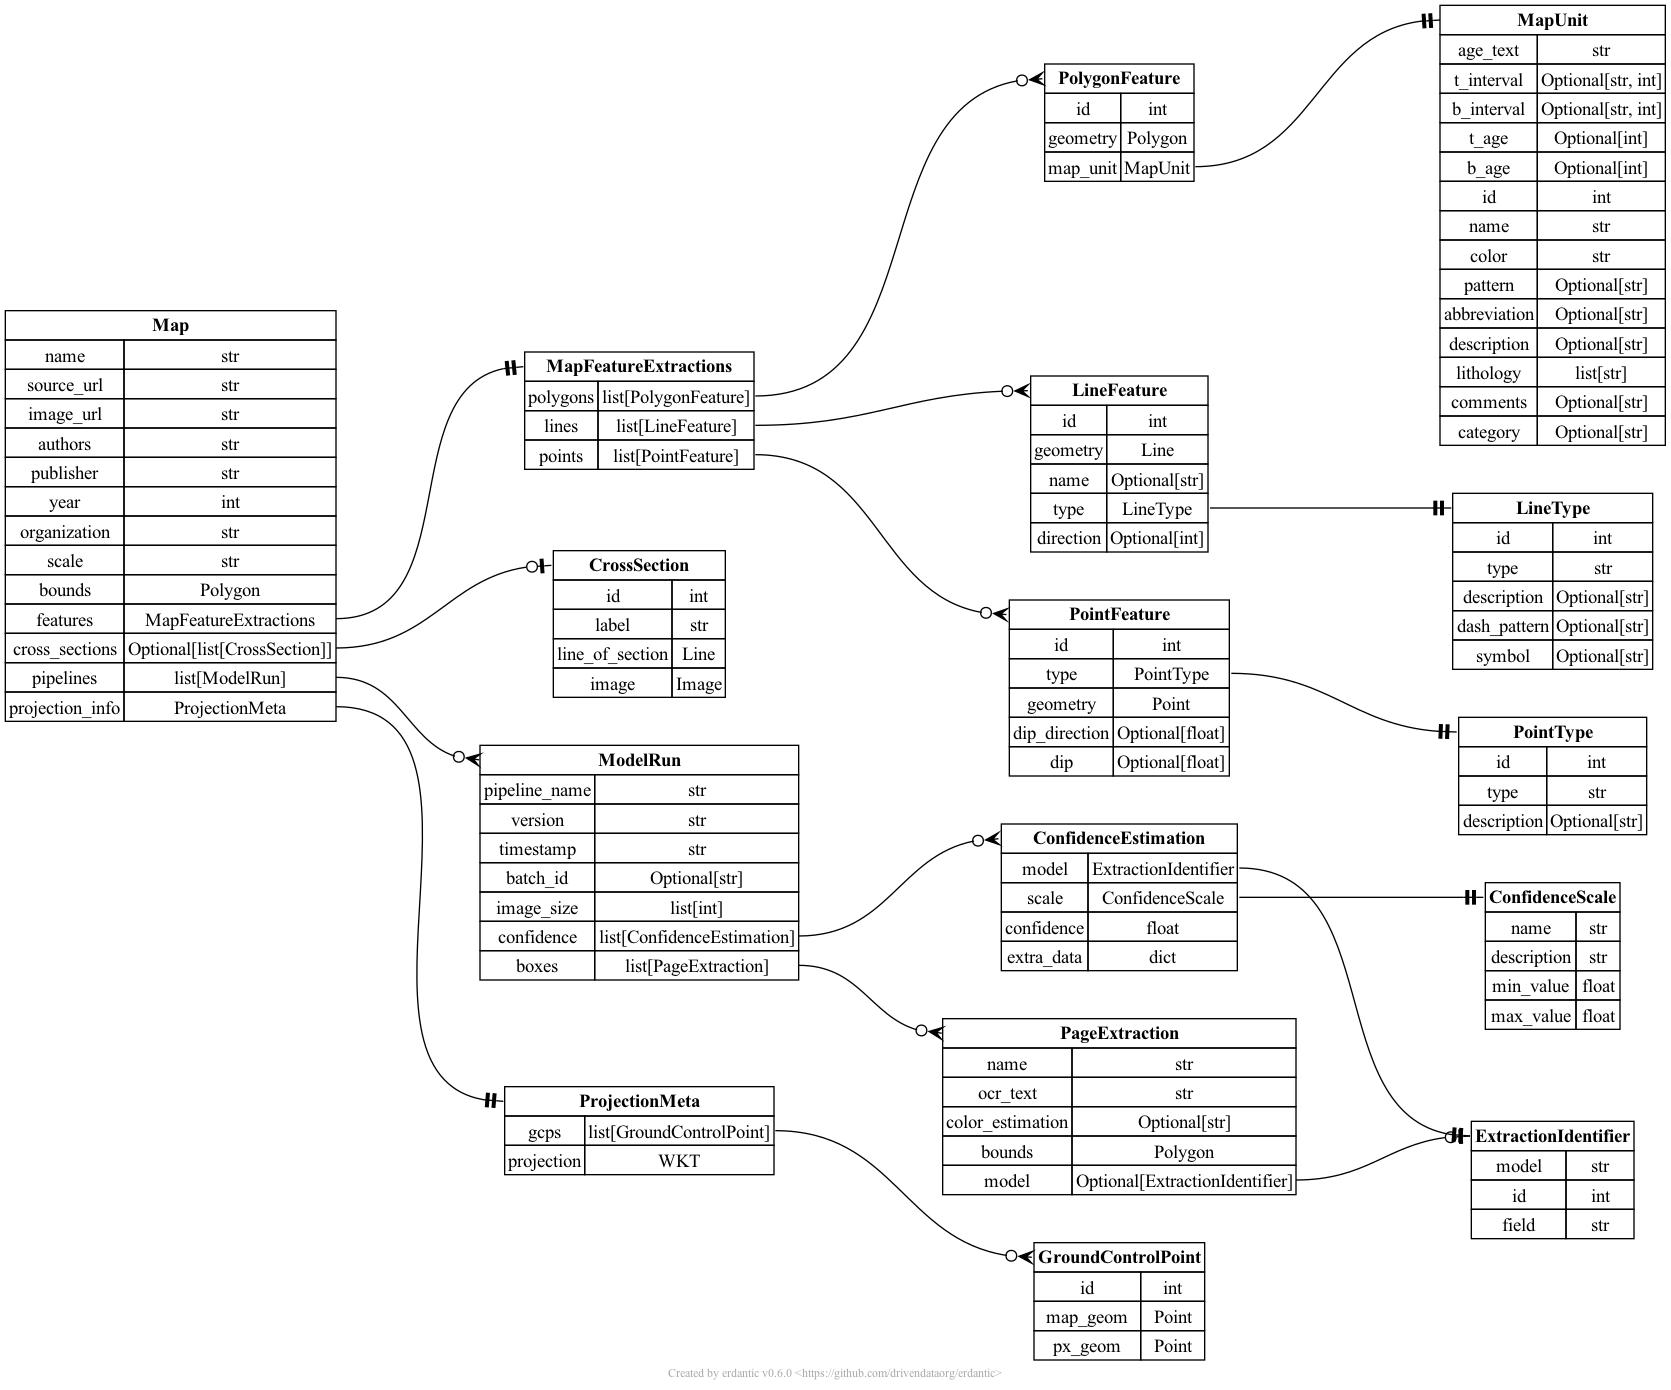 Map
name str
source_url str
image_url str
authors str
publisher str
year int
organization str
scale str
bounds Polygon
features MapFeatureExtractions
cross_sections Optional[list[CrossSection]]
pipelines list[ModelRun]
projection_info ProjectionMeta
MapFeatureExtractions
polygons list[PolygonFeature]
lines list[LineFeature]
points list[PointFeature]
CrossSection
id int
label str
line_of_section Line
image Image
ModelRun
pipeline_name str
version str
timestamp str
batch_id Optional[str]
image_size list[int]
confidence list[ConfidenceEstimation]
boxes list[PageExtraction]
ProjectionMeta
gcps list[GroundControlPoint]
projection WKT
PolygonFeature
id int
geometry Polygon
map_unit MapUnit
LineFeature
id int
geometry Line
name Optional[str]
type LineType
direction Optional[int]
PointFeature
id int
type PointType
geometry Point
dip_direction Optional[float]
dip Optional[float]
ConfidenceEstimation
model ExtractionIdentifier
scale ConfidenceScale
confidence float
extra_data dict
PageExtraction
name str
ocr_text str
color_estimation Optional[str]
bounds Polygon
model Optional[ExtractionIdentifier]
GroundControlPoint
id int
map_geom Point
px_geom Point
MapUnit
age_text str
t_interval Optional[str, int]
b_interval Optional[str, int]
t_age Optional[int]
b_age Optional[int]
id int
name str
color str
pattern Optional[str]
abbreviation Optional[str]
description Optional[str]
lithology list[str]
comments Optional[str]
category Optional[str]
LineType
id int
type str
description Optional[str]
dash_pattern Optional[str]
symbol Optional[str]
PointType
id int
type str
description Optional[str]
ConfidenceScale
name str
description str
min_value float
max_value float
ExtractionIdentifier
model str
id int
field str
Created by erdantic v0.6.0 <https://github.com/drivendataorg/erdantic>